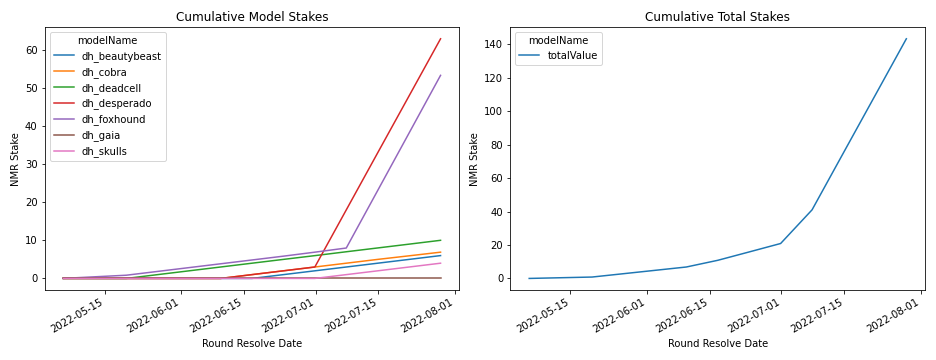 Cumulative Model Stakes
modelName
dh_beautybeast
dh_cobra
dh_deadcell
dh_desperado
dh_foxhound
dh_gaia
dh_skulls
60
50
40
30
20
10
0
NMR Stake
2022-05-15
2022-06-01
2022-06-15
2022-07-01
2022-07-15
2022-08-01
Round Resolve Date
Cumulative Total Stakes
modelName
totalValue
140
120
100
80
60
40
20
0
NMR Stake
2022-05-15
2022-06-01
2022-06-15
2022-07-01
2022-07-15
2022-08-01
Round Resolve Date